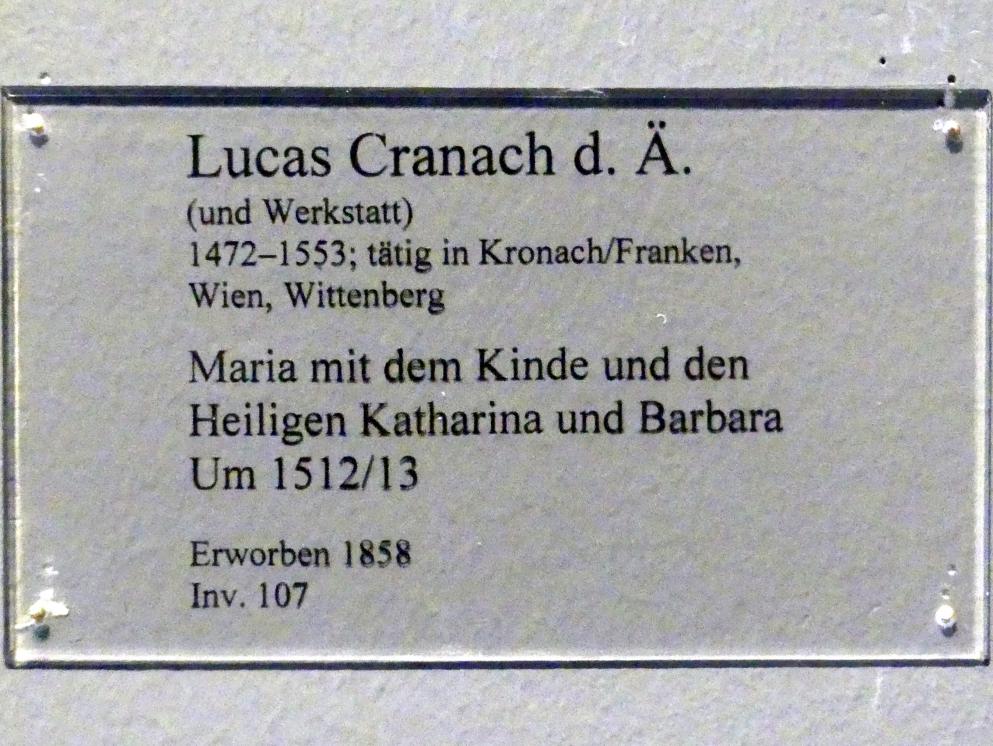 Lucas Cranach d. Ä.
(und Werkstatt)
1472–1553; tätig in Kronach/Franken,
Wien, Wittenberg
Maria mit dem Kinde und den
Heiligen Katharina und Barbara
Um 1512/13
Erworben 1858
Inv. 107